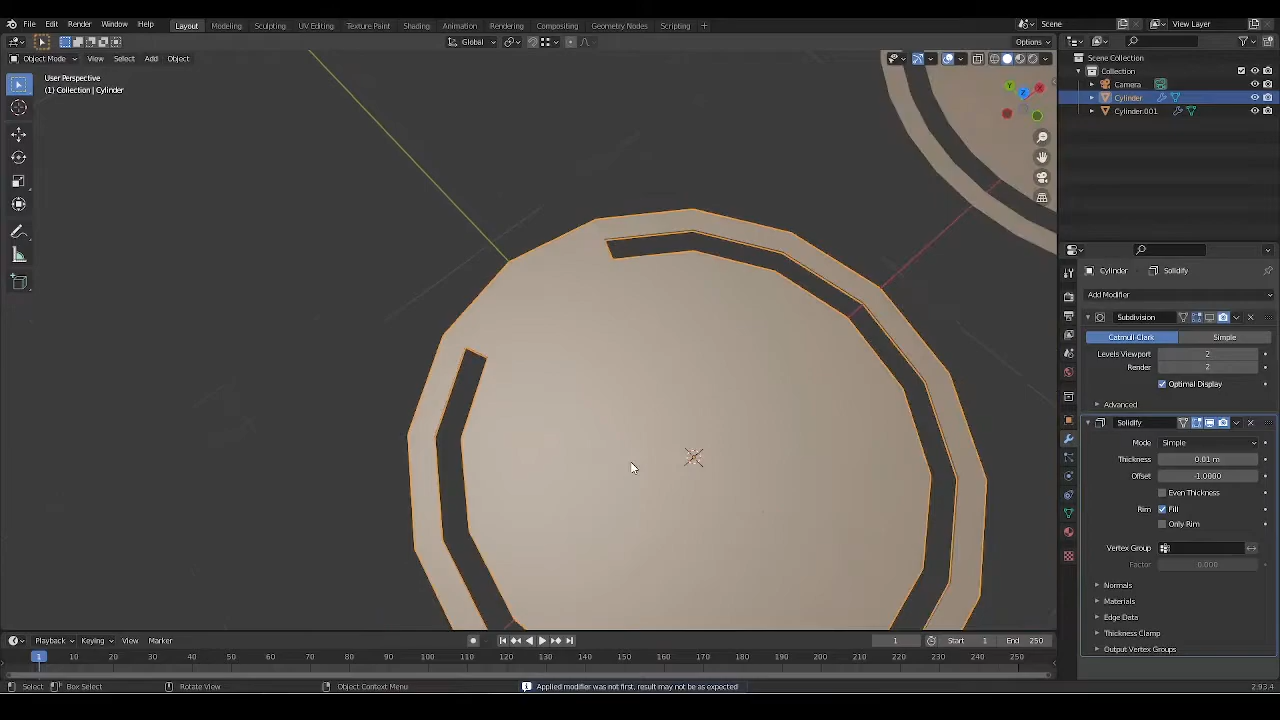 File Edit Render Window Help Layout Modeling Sculpting UV Editing Texture Paint Shading Animation Rendering Compositing Geometry Nodes Scripting + Scene View Layer
Global Options
Object Mode View Select Add Object
User Perspective
(1) Collection | Cylinder
Scene Collection
Collection
Camera
Cylinder
Cylinder.001
Cylinder Solidify
Add Modifier
Subdivision
Catmull-Clark Simple
Levels Viewport 2
Render 2
Optimal Display
Advanced
Solidify
Mode Simple
Thickness 0.01 m
Offset -1.0000
Even Thickness
Rim Fill
Only Rim
Vertex Group
Factor 0.000
Normals
Materials
Edge Data
Thickness Clamp
Output Vertex Groups
Playback Keying View Marker 1 Start 1 End 250
1 10 20 30 40 50 60 70 80 90 100 110 120 130 140 150 160 170 180 190 200 210 220 230 240 250
Select Box Select Rotate View Object Context Menu Applied modifier was not first, result may not be as expected 2.93.4